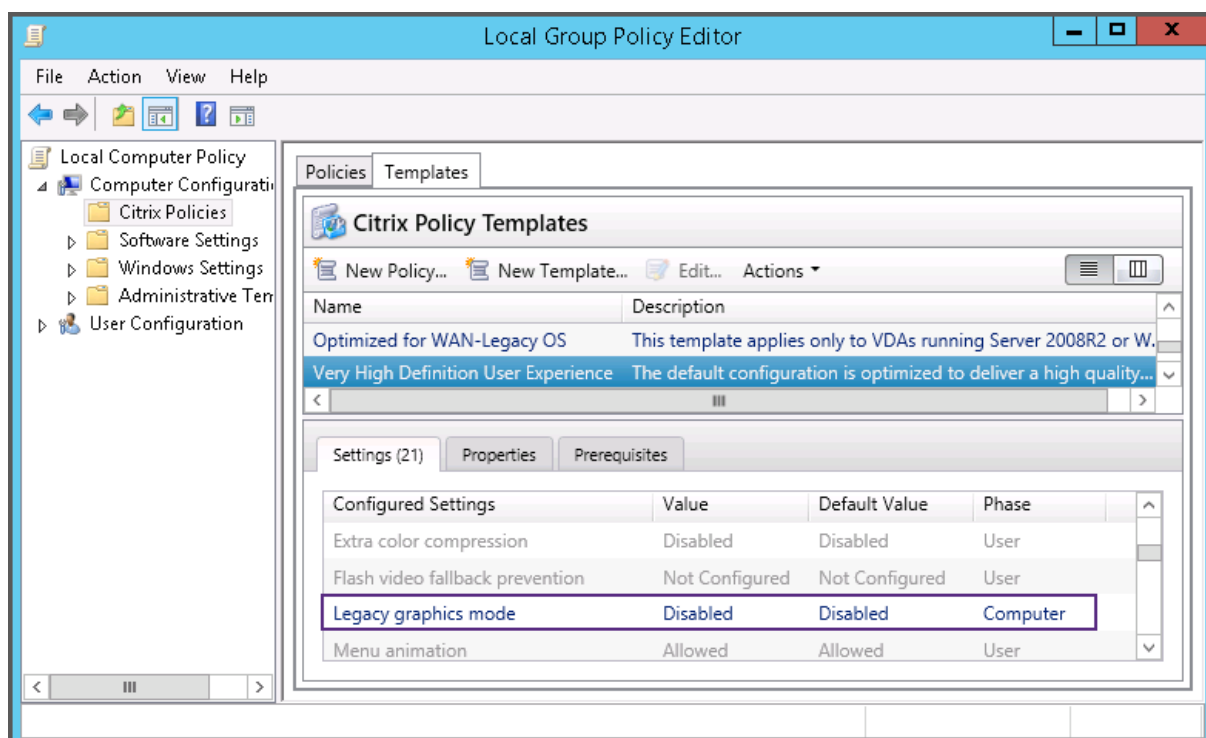 Local Group Policy Editor
File Action View Help
Local Computer Policy
Computer Configurati
Citrix Policies
Software Settings
Windows Settings
Administrative Tem
User Configuration
Policies Templates
Citrix Policy Templates
New Policy... New Template... Edit... Actions
Name Description
Optimized for WAN-Legacy OS This template applies only to VDAs running Server 2008R2 or W.
Very High Definition User Experience The default configuration is optimized to deliver a high quality...
Settings (21) Properties Prerequisites
Configured Settings Value Default Value Phase
Extra color compression Disabled Disabled User
Flash video fallback prevention Not Configured Not Configured User
Legacy graphics mode Disabled Disabled Computer
Menu animation Allowed Allowed User